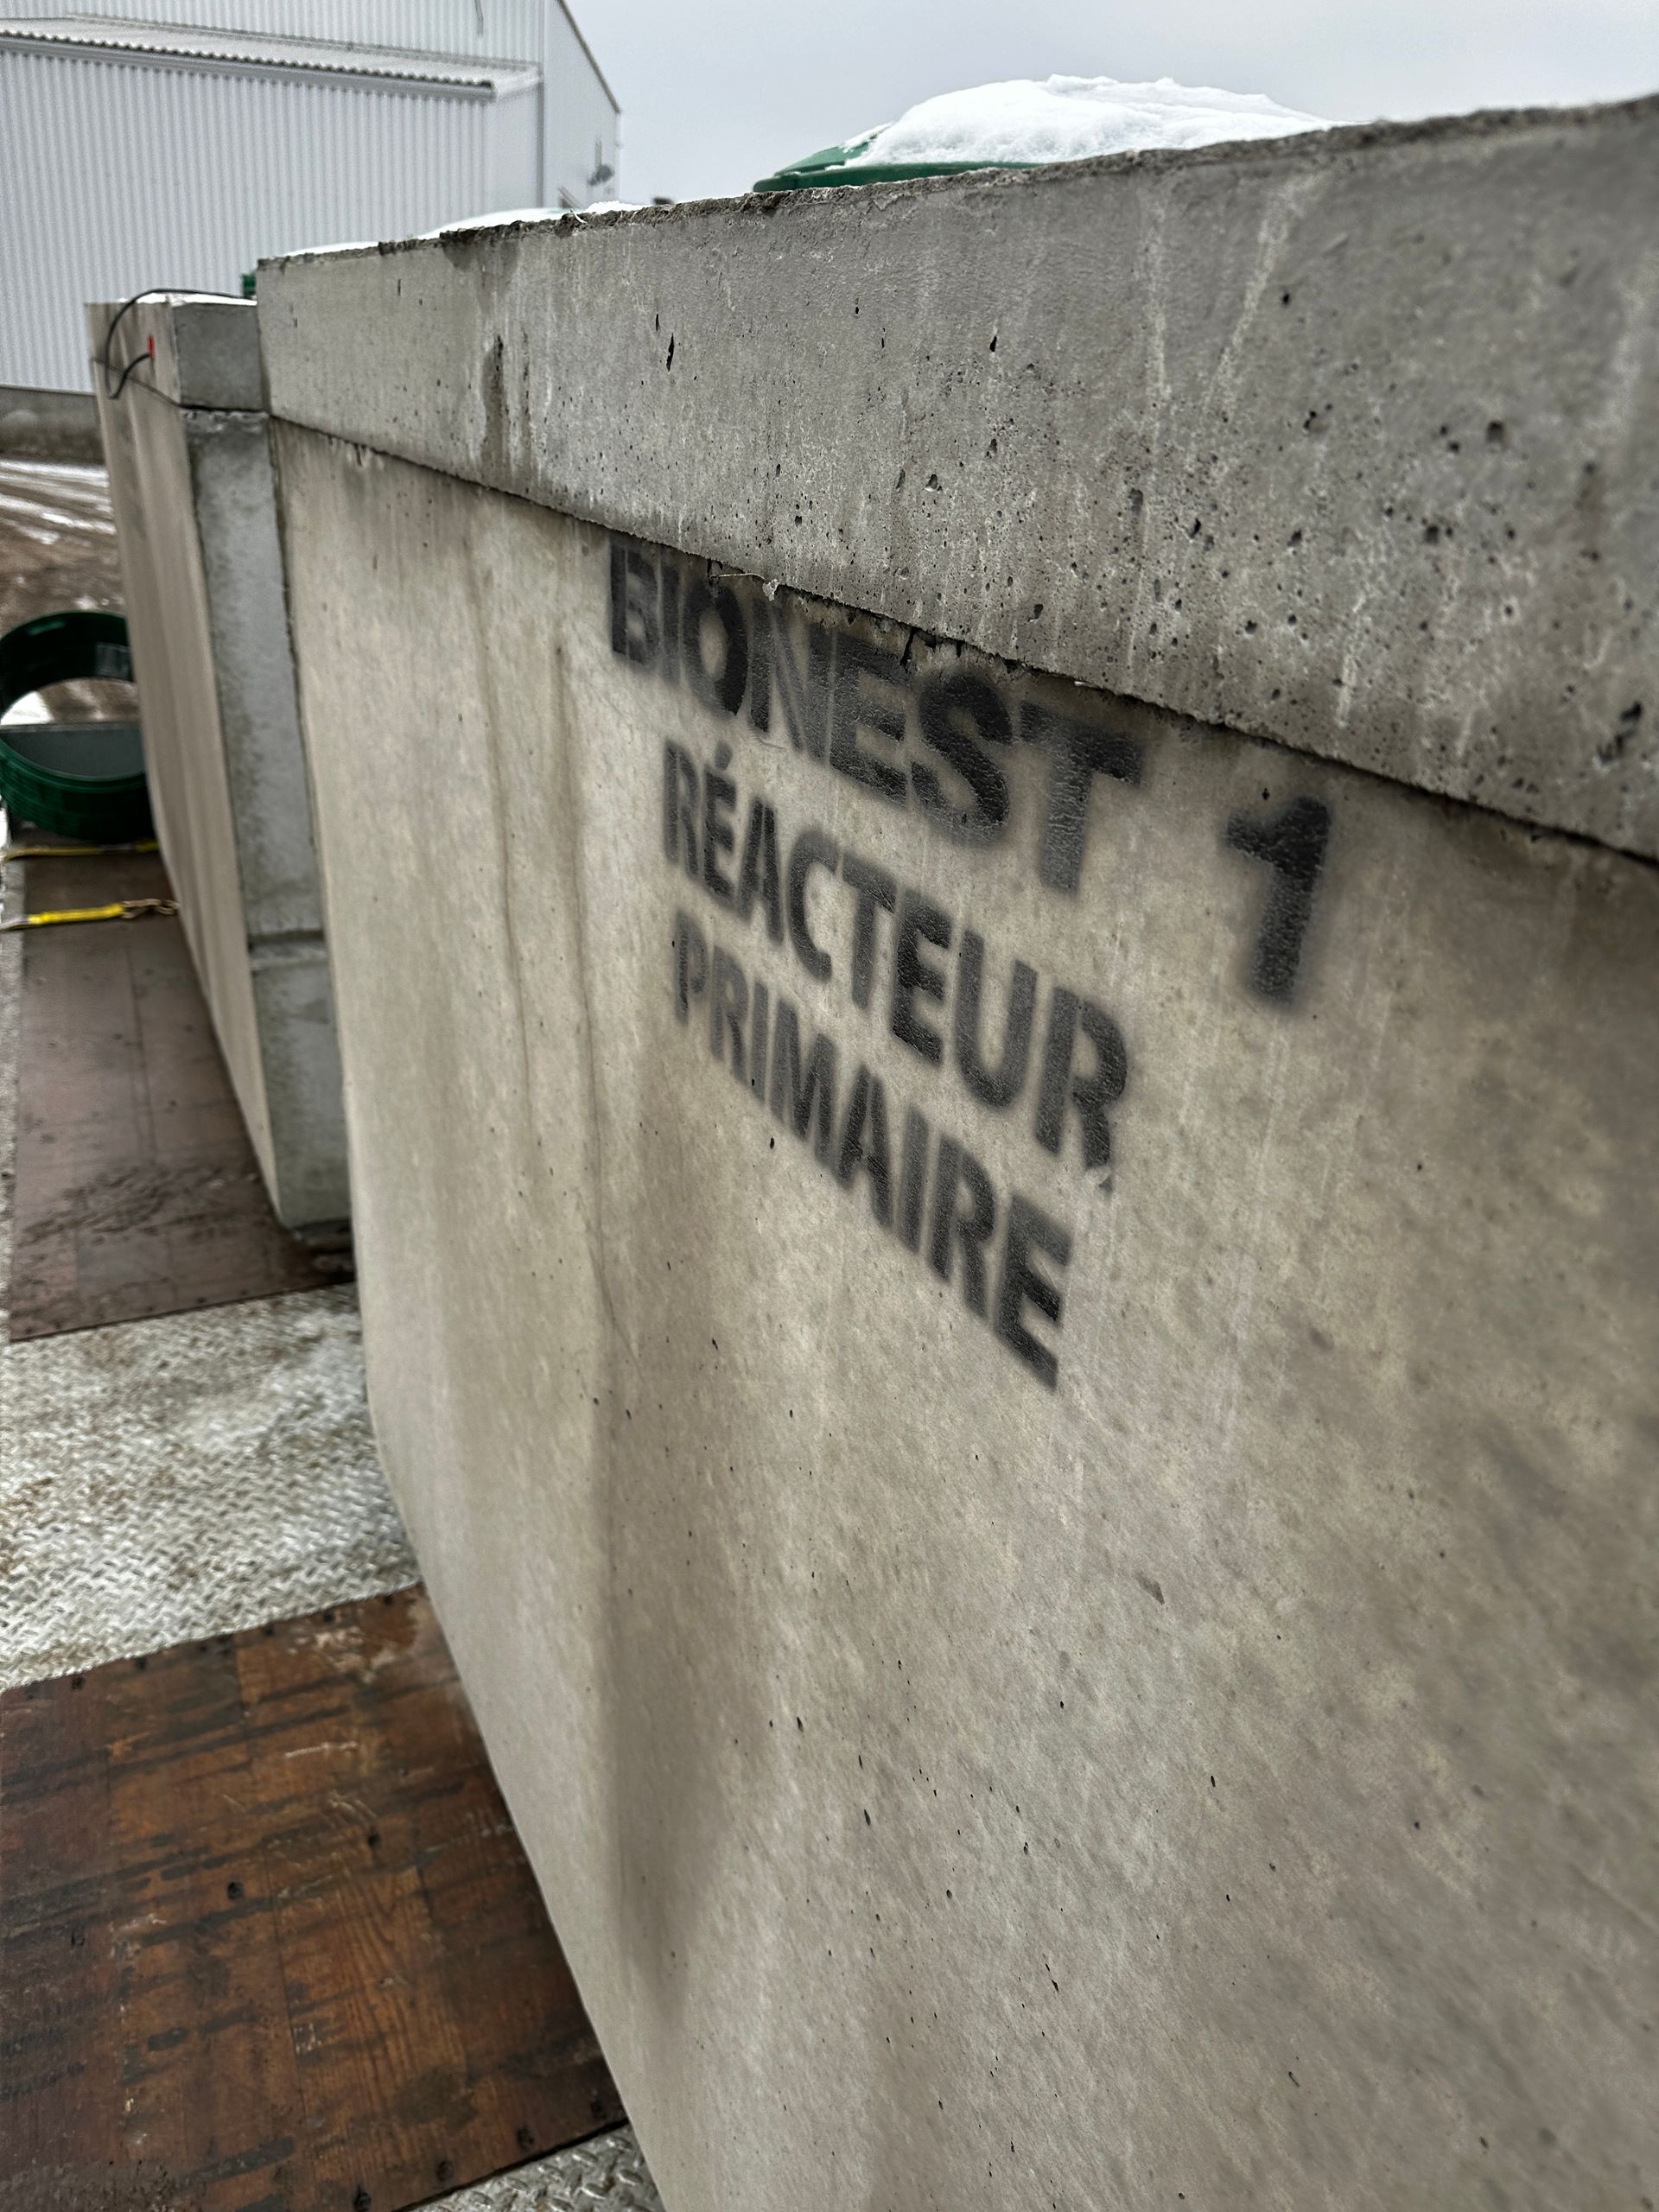 BIONEST 1
RÉACTEUR
PRIMAIRE